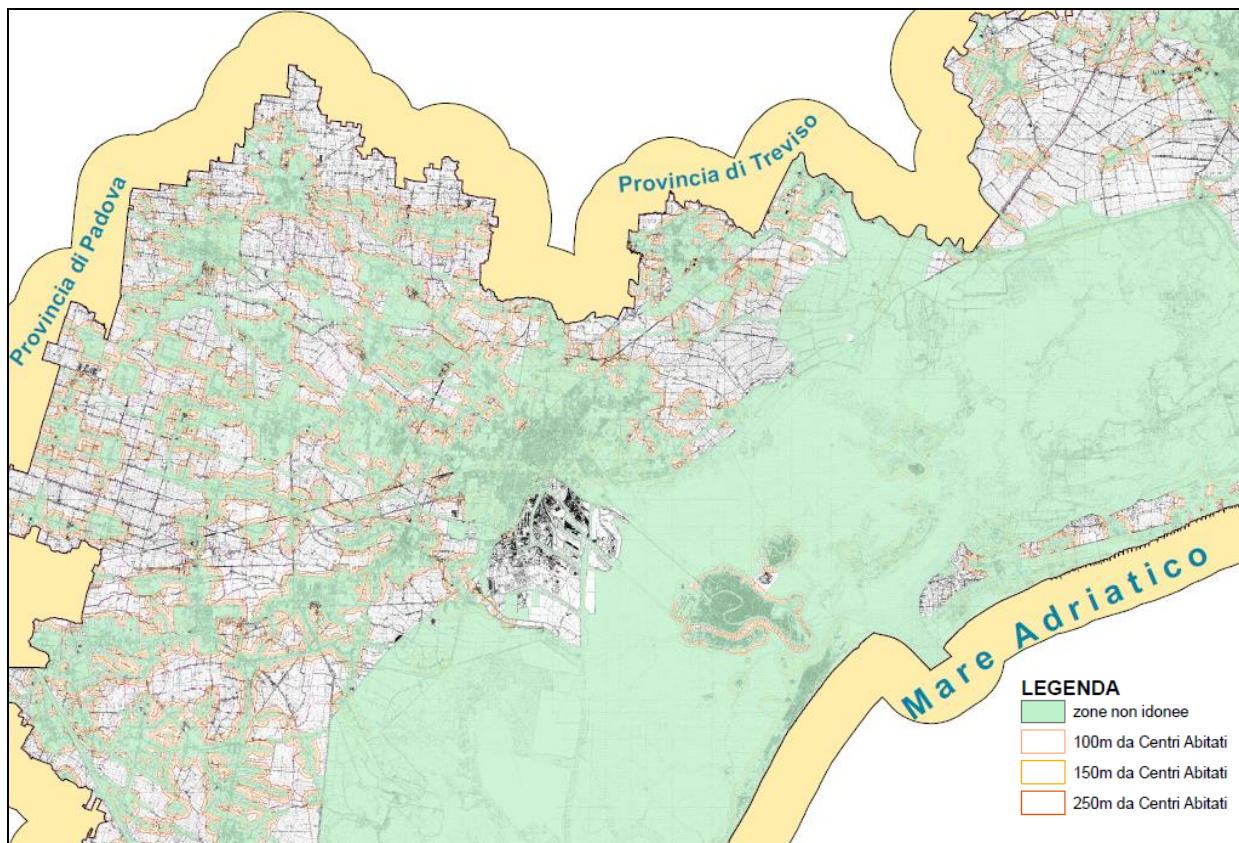 Provincia di Padova
Provincia di Treviso
Mare Adriatico
LEGENDA
zone non idonee
100m da Centri Abitati
150m da Centri Abitati
250m da Centri Abitati